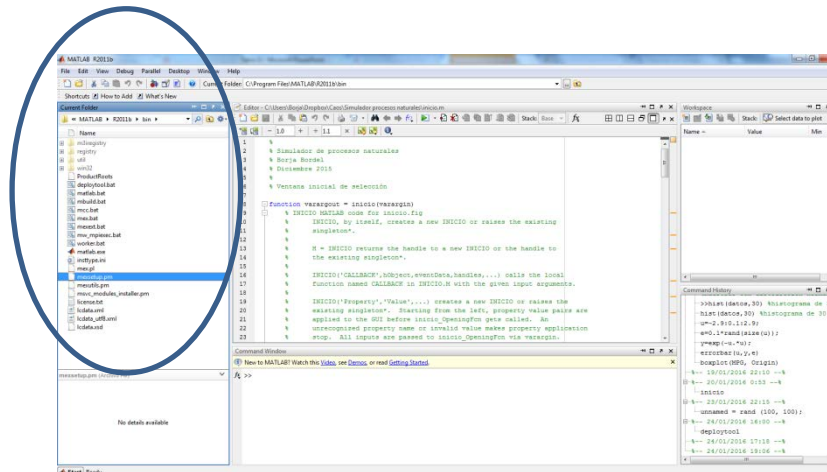 MATLAB R2011b
File Edit View Debug Parallel Desktop Window Help
Current Folder: C:\Program Files\MATLAB\R2011b\bin
Shortcuts How to Add What's New
Current Folder
« MATLAB ▸ R2011b ▸ bin ▸
Name
m3iregistry
registry
util
win32
ProductRoots
deploytool.bat
matlab.bat
mbuild.bat
mcc.bat
mex.bat
mexext.bat
mw_mpiexec.bat
worker.bat
matlab.exe
insttype.ini
mex.pl
mexsetup.pm
mexutils.pm
msvc_modules_installer.pm
license.txt
lcdata.xml
lcdata_utf8.xml
lcdata.xsd
mexsetup.pm
No details available
Start Ready
Editor - C:\Users\Borja\Dropbox\Caos\Simulador procesos naturales\inicio.m
Stack: Base
- 1.0 + ÷ 1.1 ×
1 %
2 % Simulador de procesos naturales
3 % Borja Bordel
4 % Diciembre 2015
5 %
6 % Ventana inicial de selección
7
8 function varargout = inicio(varargin)
9 % INICIO MATLAB code for inicio.fig
10 % INICIO, by itself, creates a new INICIO or raises the existing
11 % singleton*.
12 %
13 % H = INICIO returns the handle to a new INICIO or the handle to
14 % the existing singleton*.
15 %
16 % INICIO('CALLBACK',hObject,eventData,handles,...) calls the local
17 % function named CALLBACK in INICIO.M with the given input arguments.
18 %
19 % INICIO('Property','Value',...) creates a new INICIO or raises the
20 % existing singleton*. Starting from the left, property value pairs are
21 % applied to the GUI before inicio_OpeningFcn gets called. An
22 % unrecognized property name or invalid value makes property application
23 % stop. All inputs are passed to inicio_OpeningFcn via varargin.
Command Window
New to MATLAB? Watch this Video, see Demos, or read Getting Started.
fx >>
Workspace
Stack: Select data to plot
Name Value Min
Command History
>>hist(datos,30) %histograma de
hist(datos,30) %histograma de 30
u=-2.9:0.1:2.9;
e=0.1*rand(size(u));
y=exp(-u.*u);
errorbar(u,y,e)
boxplot(MPG, Origin)
%-- 19/01/2016 22:10 --%
%-- 20/01/2016 0:53 --%
inicio
%-- 23/01/2016 22:15 --%
unnamed = rand (100, 100);
%-- 24/01/2016 16:00 --%
deploytool
%-- 24/01/2016 17:18 --%
%-- 24/01/2016 18:06 --%